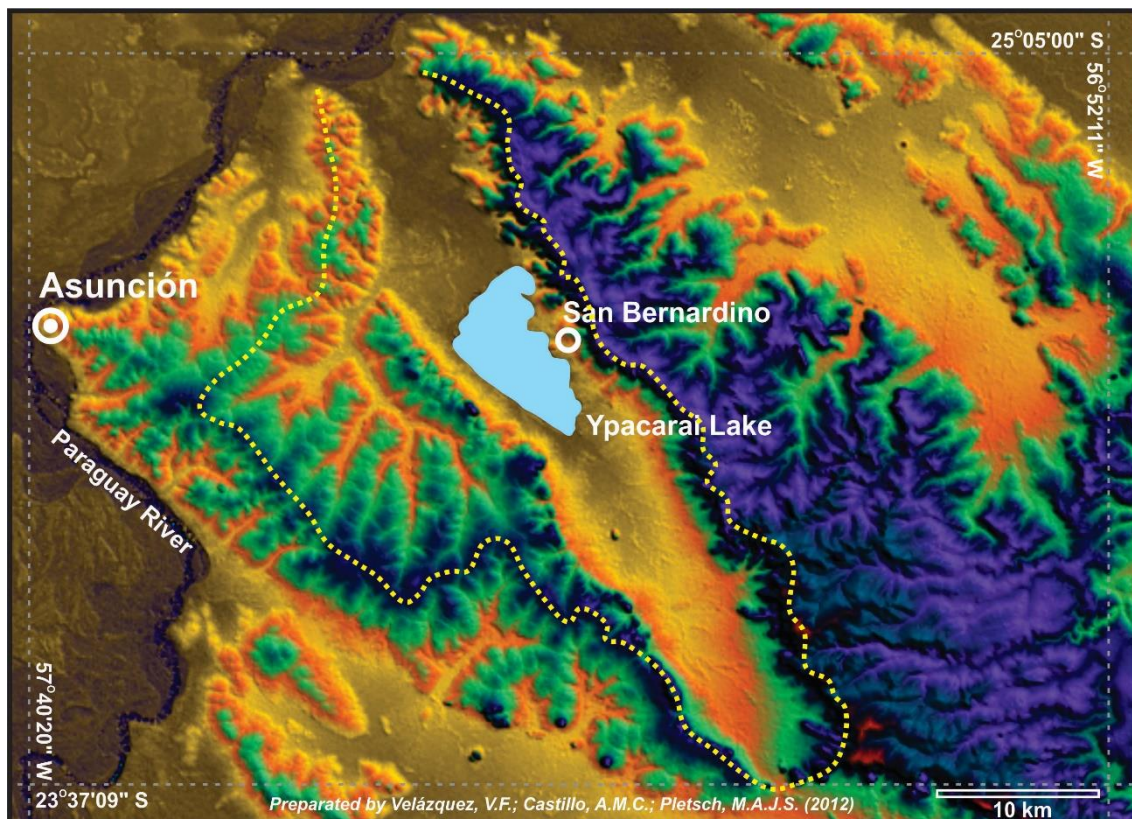 25°05'00" S
56°52'11" W
Asunción
San Bernardino
Ypacarai Lake
Paraguay River
57°40'20" W
23°37'09" S
Preparated by Velázquez, V.F.; Castillo, A.M.C.; Pletsch, M.A.J.S. (2012)
10 km